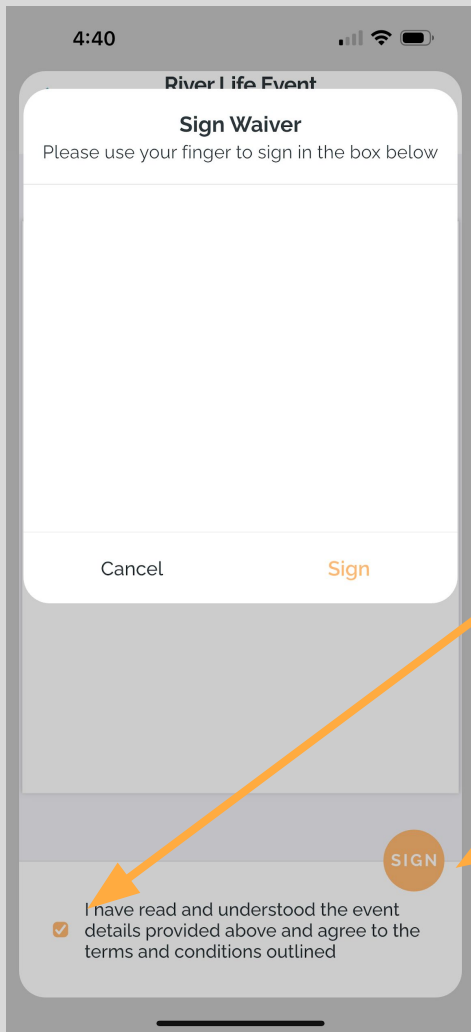 4:40
River Life Event
Sign Waiver
Please use your finger to sign in the box below
Cancel
Sign
SIGN
I have read and understood the event
details provided above and agree to the
terms and conditions outlined